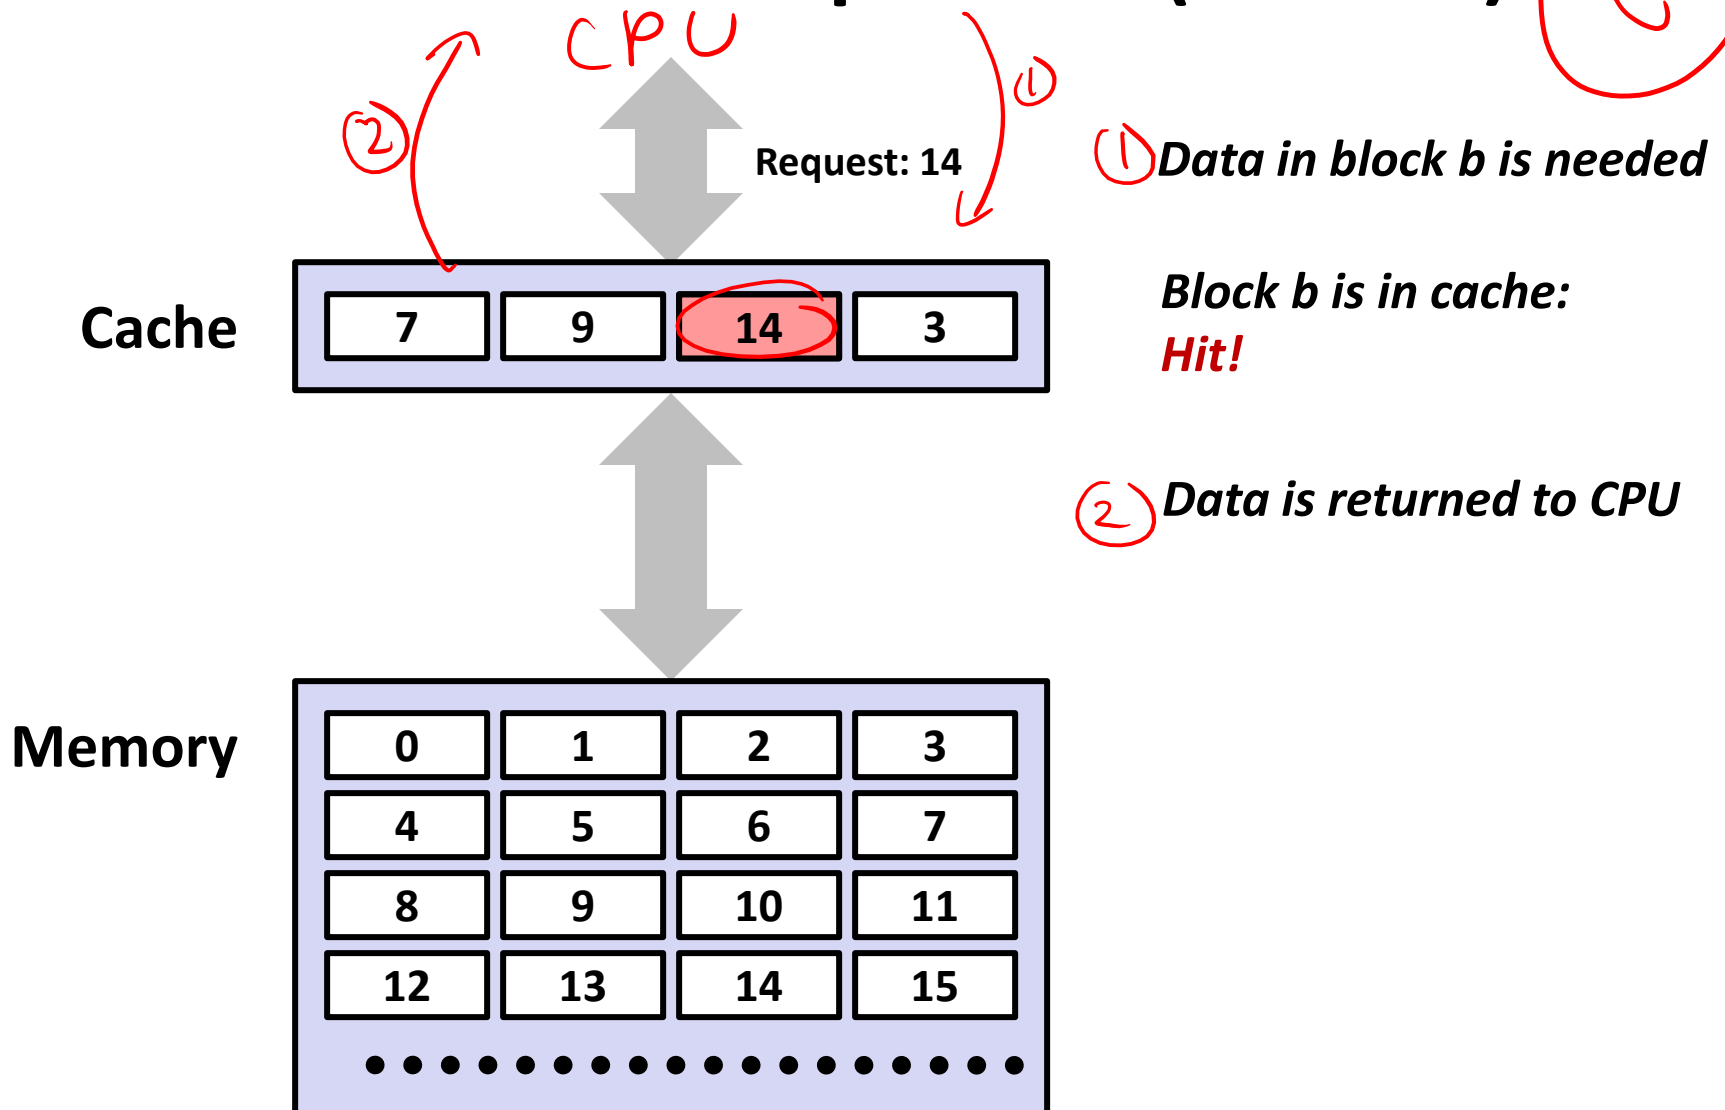 CPU
①
②
Request: 14
① Data in block b is needed
Cache
7 9 14 3
Block b is in cache:
Hit!
② Data is returned to CPU
Memory
0 1 2 3
4 5 6 7
8 9 10 11
12 13 14 15